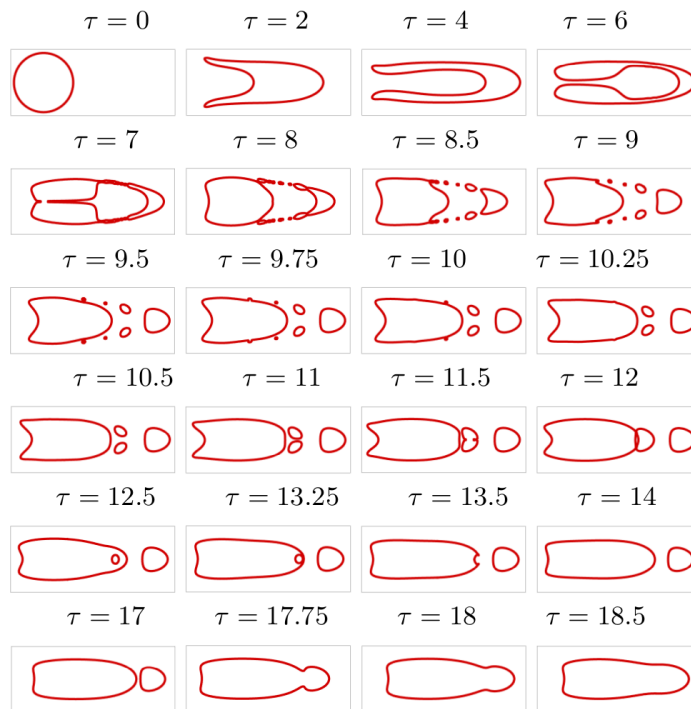 τ = 0 τ = 2 τ = 4 τ = 6
τ = 7 τ = 8 τ = 8.5 τ = 9
τ = 9.5 τ = 9.75 τ = 10 τ = 10.25
τ = 10.5 τ = 11 τ = 11.5 τ = 12
τ = 12.5 τ = 13.25 τ = 13.5 τ = 14
τ = 17 τ = 17.75 τ = 18 τ = 18.5